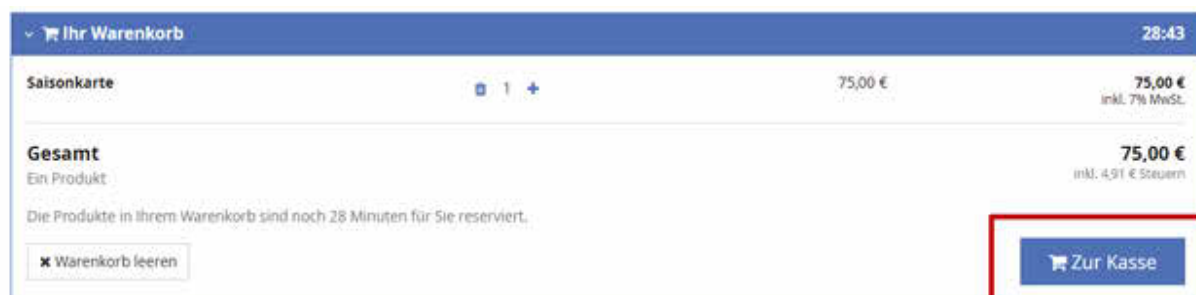 Ihr Warenkorb 28:43
Saisonkarte 1 75,00 € 75,00 €
inkl. 7% MwSt.
Gesamt 75,00 €
Ein Produkt inkl. 4,91 € Steuern
Die Produkte in Ihrem Warenkorb sind noch 28 Minuten für Sie reserviert.
Warenkorb leeren Zur Kasse